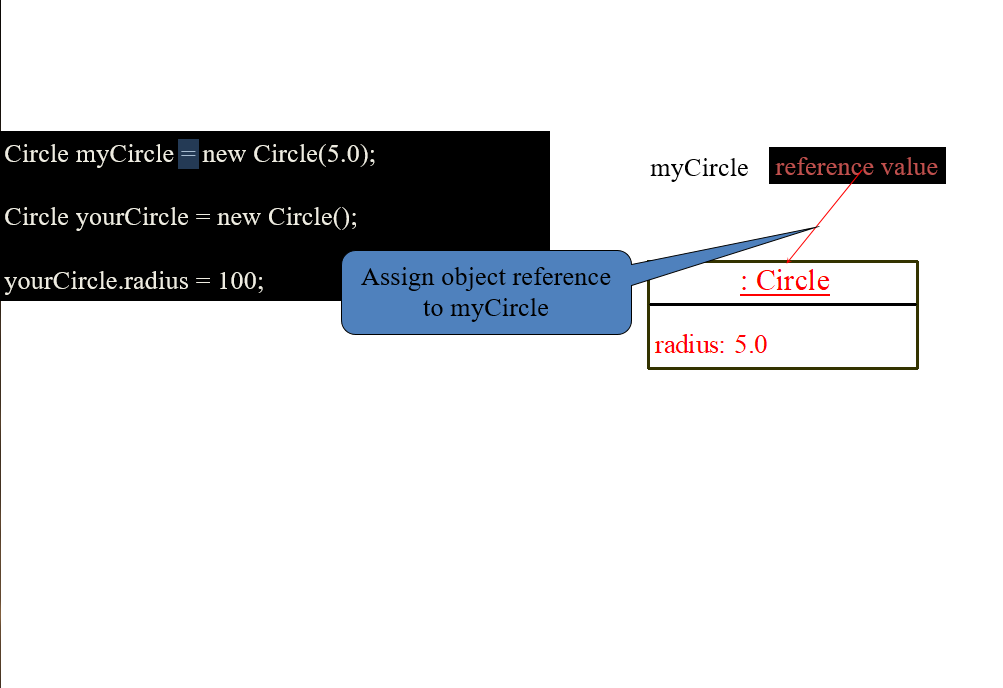 Circle myCircle = new Circle(5.0);
Circle yourCircle = new Circle();
yourCircle.radius = 100;
myCircle
reference value
Assign object reference
to myCircle
: Circle
radius: 5.0